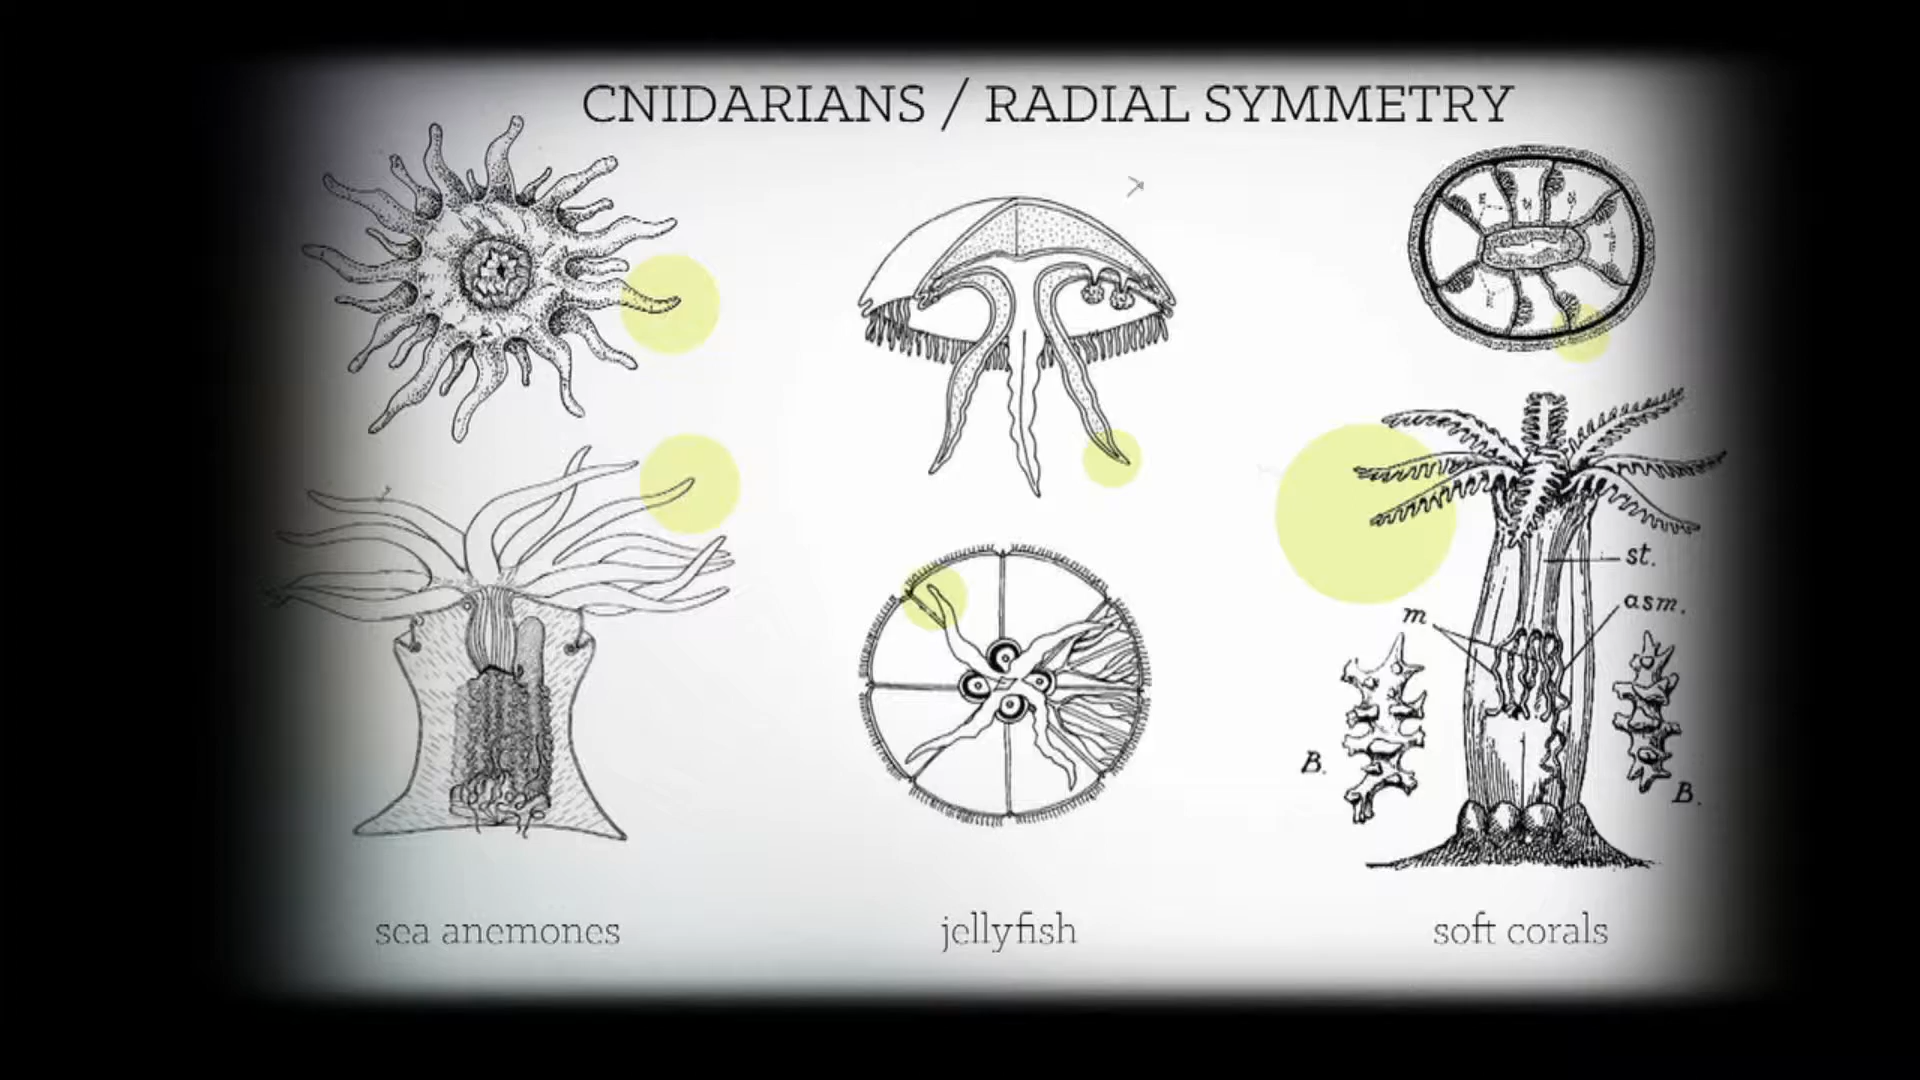 CNIDARIANS / RADIAL SYMMETRY
st.
asm.
m
B.
B.
sea anemones
jellyfish
soft corals